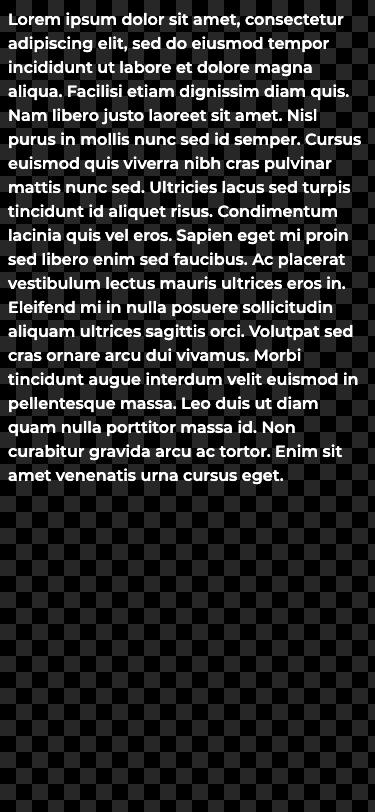 Lorem ipsum dolor sit amet, consectetur
adipiscing elit, sed do eiusmod tempor
incididunt ut labore et dolore magna
aliqua. Facilisi etiam dignissim diam quis.
Nam libero justo laoreet sit amet. Nisl
purus in mollis nunc sed id semper. Cursus
euismod quis viverra nibh cras pulvinar
mattis nunc sed. Ultricies lacus sed turpis
tincidunt id aliquet risus. Condimentum
lacinia quis vel eros. Sapien eget mi proin
sed libero enim sed faucibus. Ac placerat
vestibulum lectus mauris ultrices eros in.
Eleifend mi in nulla posuere sollicitudin
aliquam ultrices sagittis orci. Volutpat sed
cras ornare arcu dui vivamus. Morbi
tincidunt augue interdum velit euismod in
pellentesque massa. Leo duis ut diam
quam nulla porttitor massa id. Non
curabitur gravida arcu ac tortor. Enim sit
amet venenatis urna cursus eget.